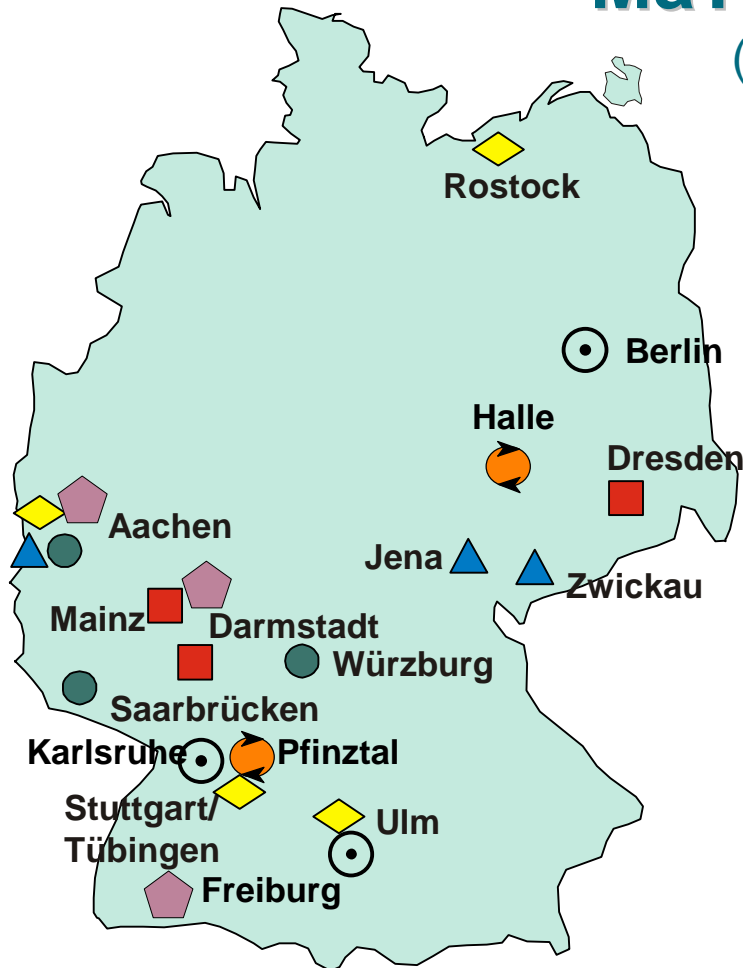 Rostock
Berlin
Halle
Dresden
Aachen
Jena
Zwickau
Mainz
Darmstadt
Würzburg
Saarbrücken
Karlsruhe
Pfinztal
Stuttgart/
Tübingen
Ulm
Freiburg